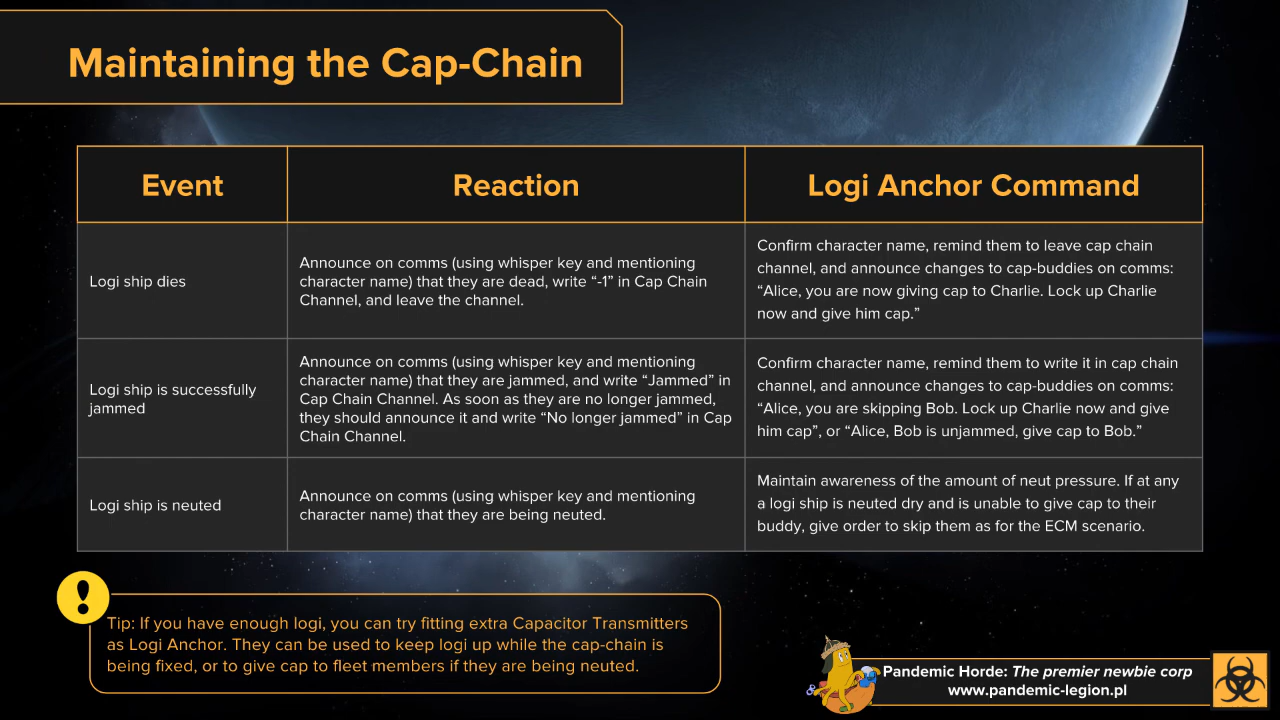 Maintaining the Cap-Chain
Event
Reaction
Logi Anchor Command
Logi ship dies
Announce on comms (using whisper key and mentioning
character name) that they are dead, write “-1” in Cap Chain
Channel, and leave the channel.
Confirm character name, remind them to leave cap chain
channel, and announce changes to cap-buddies on comms:
“Alice, you are now giving cap to Charlie. Lock up Charlie
now and give him cap.”
Logi ship is successfully
jammed
Announce on comms (using whisper key and mentioning
character name) that they are jammed, and write “Jammed” in
Cap Chain Channel. As soon as they are no longer jammed,
they should announce it and write “No longer jammed” in Cap
Chain Channel.
Confirm character name, remind them to write it in cap chain
channel, and announce changes to cap-buddies on comms:
“Alice, you are skipping Bob. Lock up Charlie now and give
him cap”, or “Alice, Bob is unjammed, give cap to Bob.”
Logi ship is neuted
Announce on comms (using whisper key and mentioning
character name) that they are being neuted.
Maintain awareness of the amount of neut pressure. If at any
a logi ship is neuted dry and is unable to give cap to their
buddy, give order to skip them as for the ECM scenario.
Tip: If you have enough logi, you can try fitting extra Capacitor Transmitters
as Logi Anchor. They can be used to keep logi up while the cap-chain is
being fixed, or to give cap to fleet members if they are being neuted.
Pandemic Horde: The premier newbie corp
www.pandemic-legion.pl